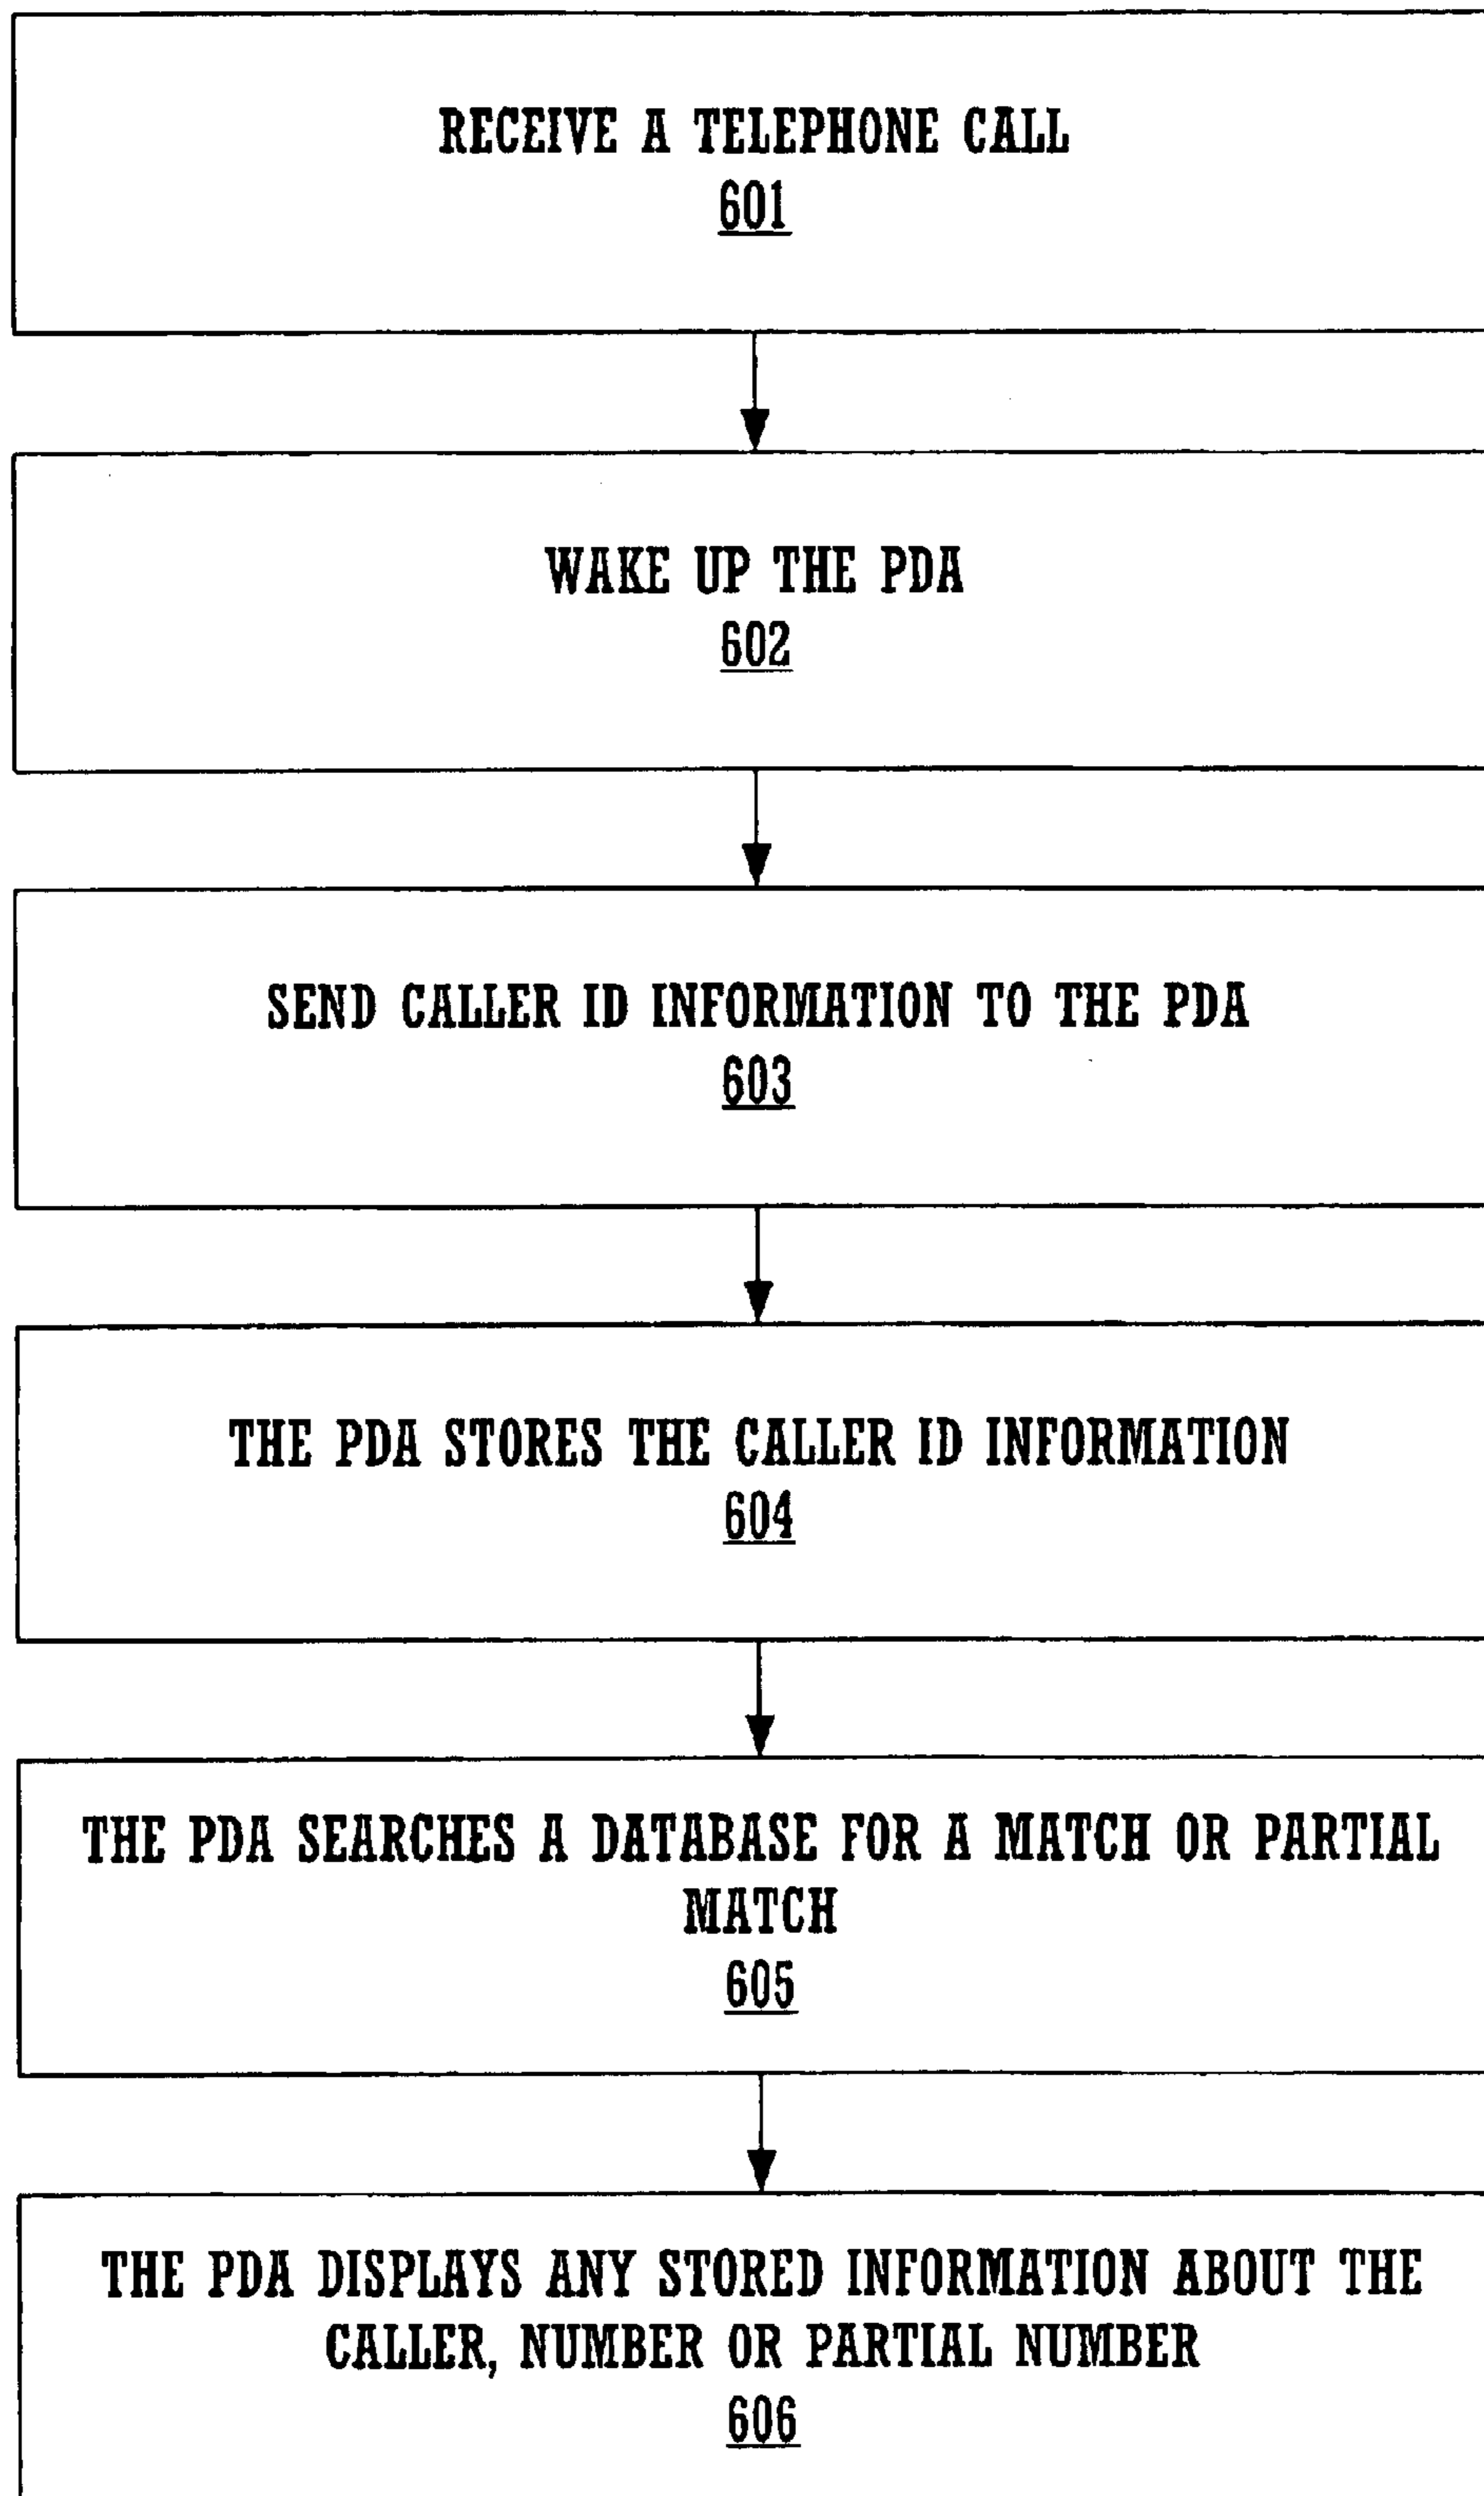 RECEIVE A TELEPHONE CALL
601
WAKE UP THE PDA
602
SEND CALLER ID INFORMATION TO THE PDA
603
THE PDA STORES THE CALLER ID INFORMATION
604
THE PDA SEARCHES A DATABASE FOR A MATCH OR PARTIAL
MATCH
605
THE PDA DISPLAYS ANY STORED INFORMATION ABOUT THE
CALLER, NUMBER OR PARTIAL NUMBER
606